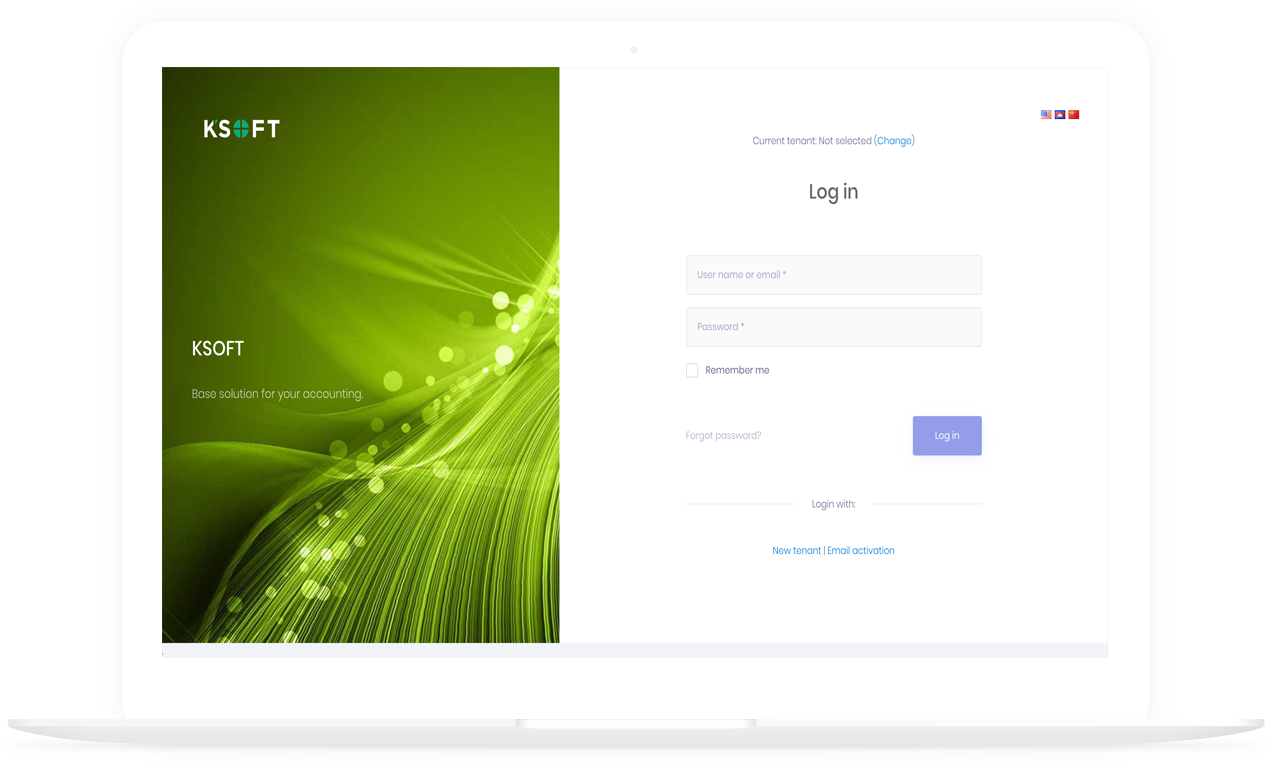 KSOFT
Current tenant: Not selected (Change)
Log in
User name or email *
Password *
Remember me
Forgot password?
Log in
Login with:
New tenant | Email activation
KSOFT
Base solution for your accounting.